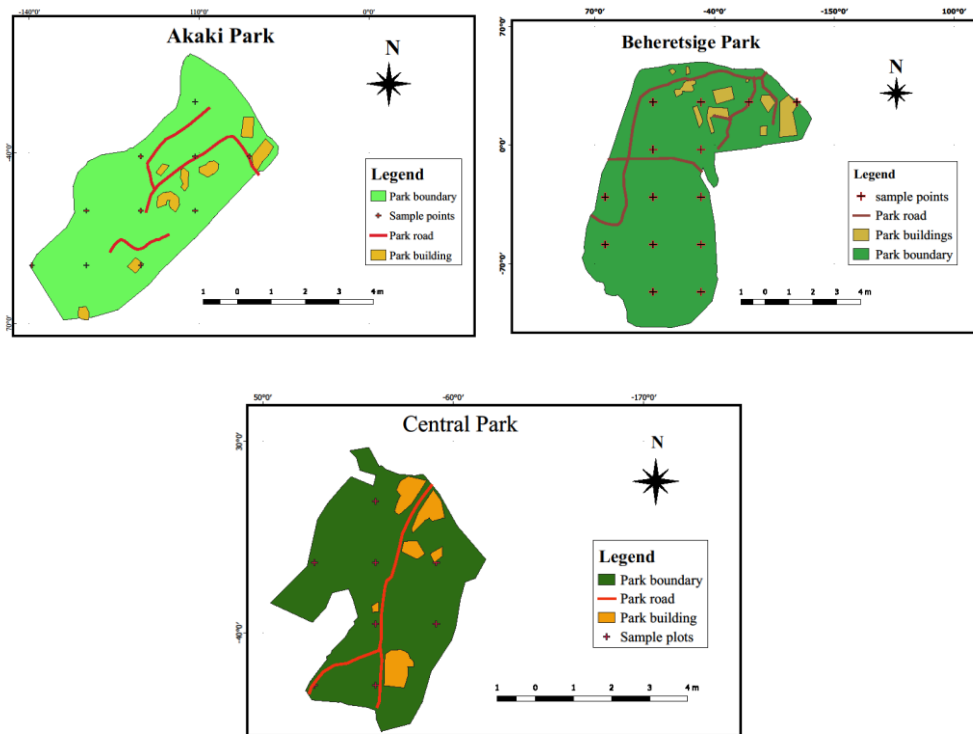 -140°0' 110°0' 0°0'
Akaki Park
N
-40°0'
70°0'
Legend
Park boundary
Sample points
Park road
Park building
1 0 1 2 3 4 m
-70°0' 70°0' -40°0' -150°0' 100°0'
70°0'
Beheretsige Park
N
0°0'
-70°0'
Legend
sample points
Park road
Park buildings
Park boundary
1 0 1 2 3 4 m
50°0' -60°0' -170°0'
30°0'
Central Park
N
-40°0'
Legend
Park boundary
Park road
Park building
Sample plots
1 0 1 2 3 4 m